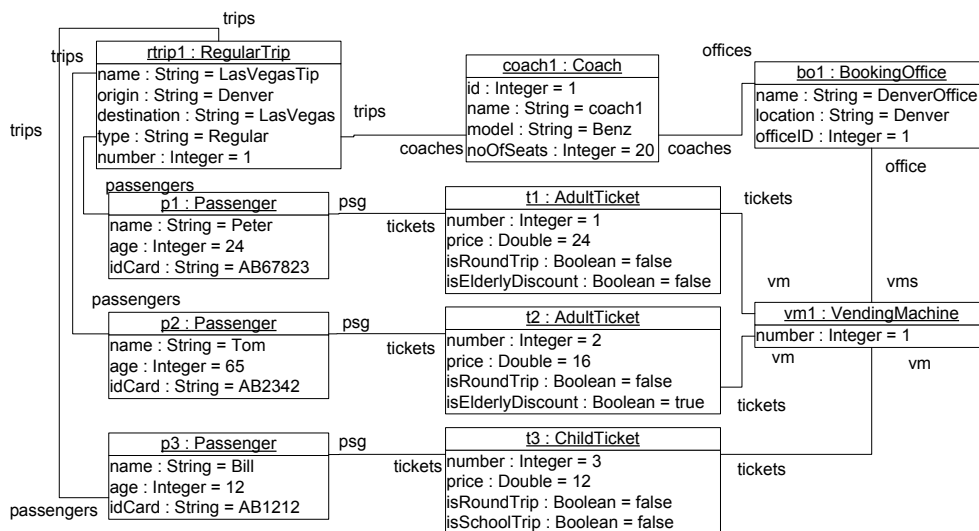 trips
trips
trips
rtrip1 : RegularTrip
name : String = LasVegasTip
origin : String = Denver
destination : String = LasVegas
type : String = Regular
number : Integer = 1
trips
coaches
coach1 : Coach
id : Integer = 1
name : String = coach1
model : String = Benz
noOfSeats : Integer = 20
offices
coaches
bo1 : BookingOffice
name : String = DenverOffice
location : String = Denver
officeID : Integer = 1
office
passengers
p1 : Passenger
name : String = Peter
age : Integer = 24
idCard : String = AB67823
psg
tickets
t1 : AdultTicket
number : Integer = 1
price : Double = 24
isRoundTrip : Boolean = false
isElderlyDiscount : Boolean = false
tickets
vm
vms
passengers
p2 : Passenger
name : String = Tom
age : Integer = 65
idCard : String = AB2342
psg
tickets
t2 : AdultTicket
number : Integer = 2
price : Double = 16
isRoundTrip : Boolean = false
isElderlyDiscount : Boolean = true
vm1 : VendingMachine
number : Integer = 1
vm
vm
tickets
p3 : Passenger
name : String = Bill
age : Integer = 12
idCard : String = AB1212
passengers
psg
tickets
t3 : ChildTicket
number : Integer = 3
price : Double = 12
isRoundTrip : Boolean = false
isSchoolTrip : Boolean = false
tickets